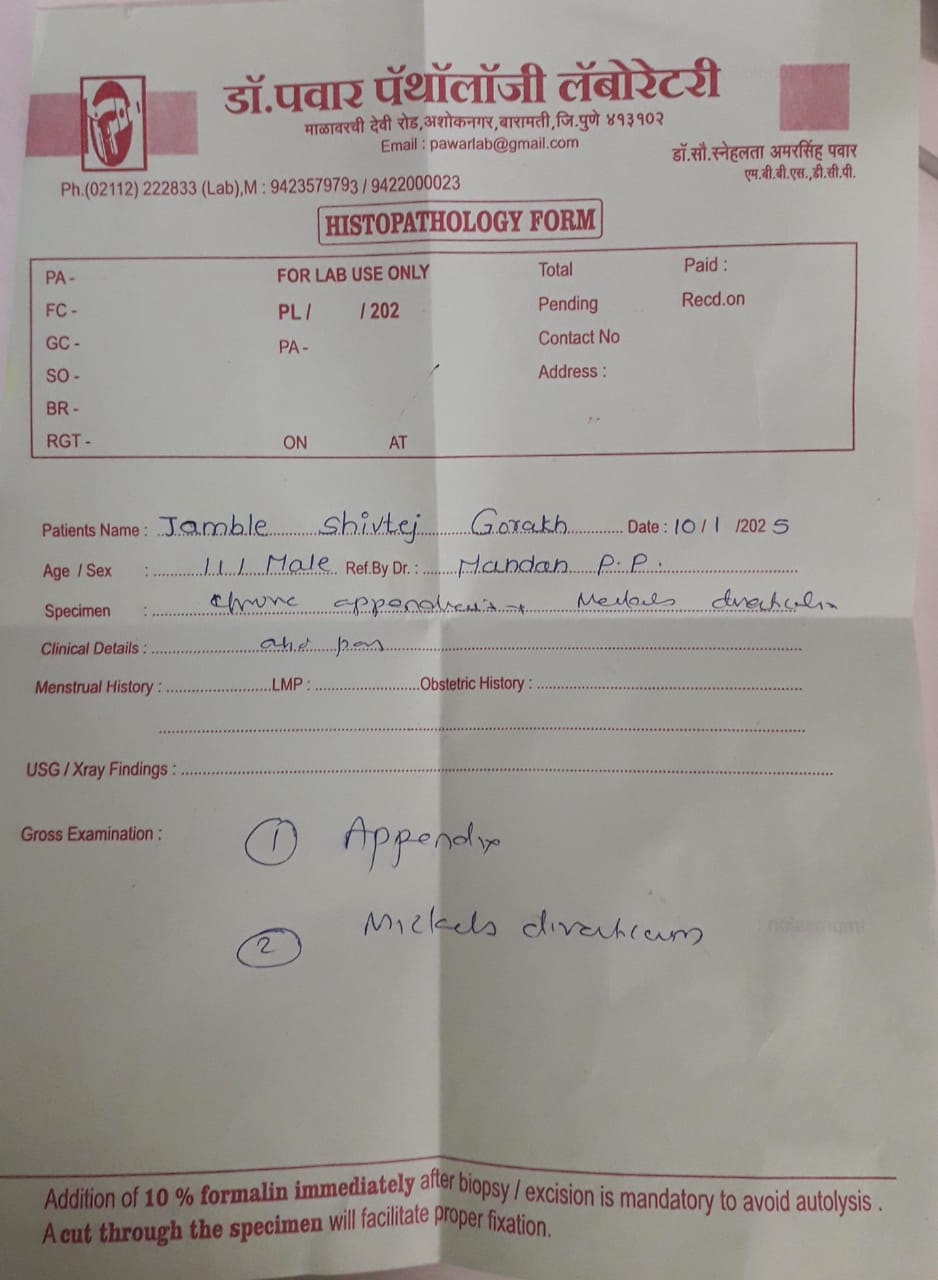 डॉ.पवार पॅथॉलॉजी लॅबोरेटरी
माळावरची देवी रोड,अशोकनगर,बारामती,जि.पुणे ४१३१०२
Email : pawarlab@gmail.com
डॉ.सौ.स्नेहलता अमरसिंह पवार
एम.बी.बी.एस.,डी.सी.पी.
Ph.(02112) 222833 (Lab),M : 9423579793 / 9422000023
HISTOPATHOLOGY FORM
PA - FOR LAB USE ONLY Total Paid :
FC - PL / / 202 Pending Recd.on
GC - PA - Contact No
SO - Address :
BR -
RGT - ON AT
Patients Name : Jamble Shivtej Gorakh Date : 10 / 1 /2025
Age / Sex : Male Ref.By Dr. : P.P.
Specimen :
Clinical Details :
Menstrual History : LMP : Obstetric History :
USG / Xray Findings :
Gross Examination : 1 Appendix
2 Mickels
Addition of 10 % formalin immediately after biopsy / excision is mandatory to avoid autolysis .
A cut through the specimen will facilitate proper fixation.